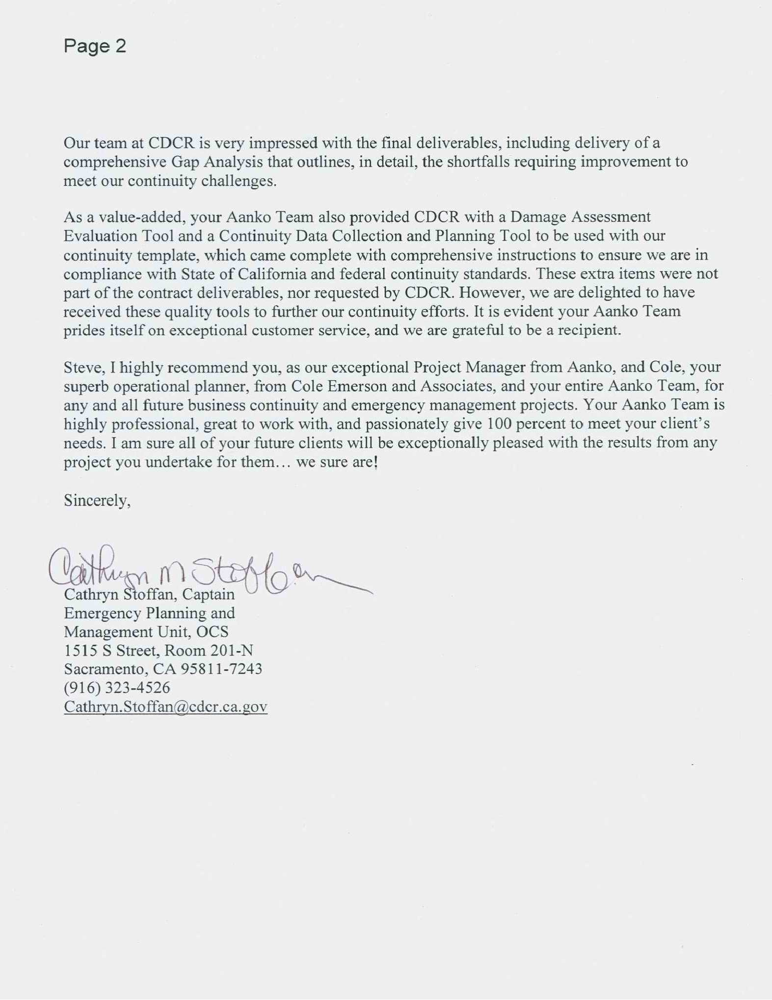 Page 2
Our team at CDCR is very impressed with the final deliverables, including delivery of a
comprehensive Gap Analysis that outlines, in detail, the shortfalls requiring improvement to
meet our continuity challenges.
As a value-added, your Aanko Team also provided CDCR with a Damage Assessment
Evaluation Tool and a Continuity Data Collection and Planning Tool to be used with our
continuity template, which came complete with comprehensive instructions to ensure we are in
compliance with State of California and federal continuity standards. These extra items were not
part of the contract deliverables, nor requested by CDCR. However, we are delighted to have
received these quality tools to further our continuity efforts. It is evident your Aanko Team
prides itself on exceptional customer service, and we are grateful to be a recipient.
Steve, I highly recommend you, as our exceptional Project Manager from Aanko, and Cole, your
superb operational planner, from Cole Emerson and Associates, and your entire Aanko Team, for
any and all future business continuity and emergency management projects. Your Aanko Team is
highly professional, great to work with, and passionately give 100 percent to meet your client’s
needs. I am sure all of your future clients will be exceptionally pleased with the results from any
project you undertake for them… we sure are!
Sincerely,
Cathryn M Stoffan
Cathryn Stoffan, Captain
Emergency Planning and
Management Unit, OCS
1515 S Street, Room 201-N
Sacramento, CA 95811-7243
(916) 323-4526
Cathryn.Stoffan@cdcr.ca.gov